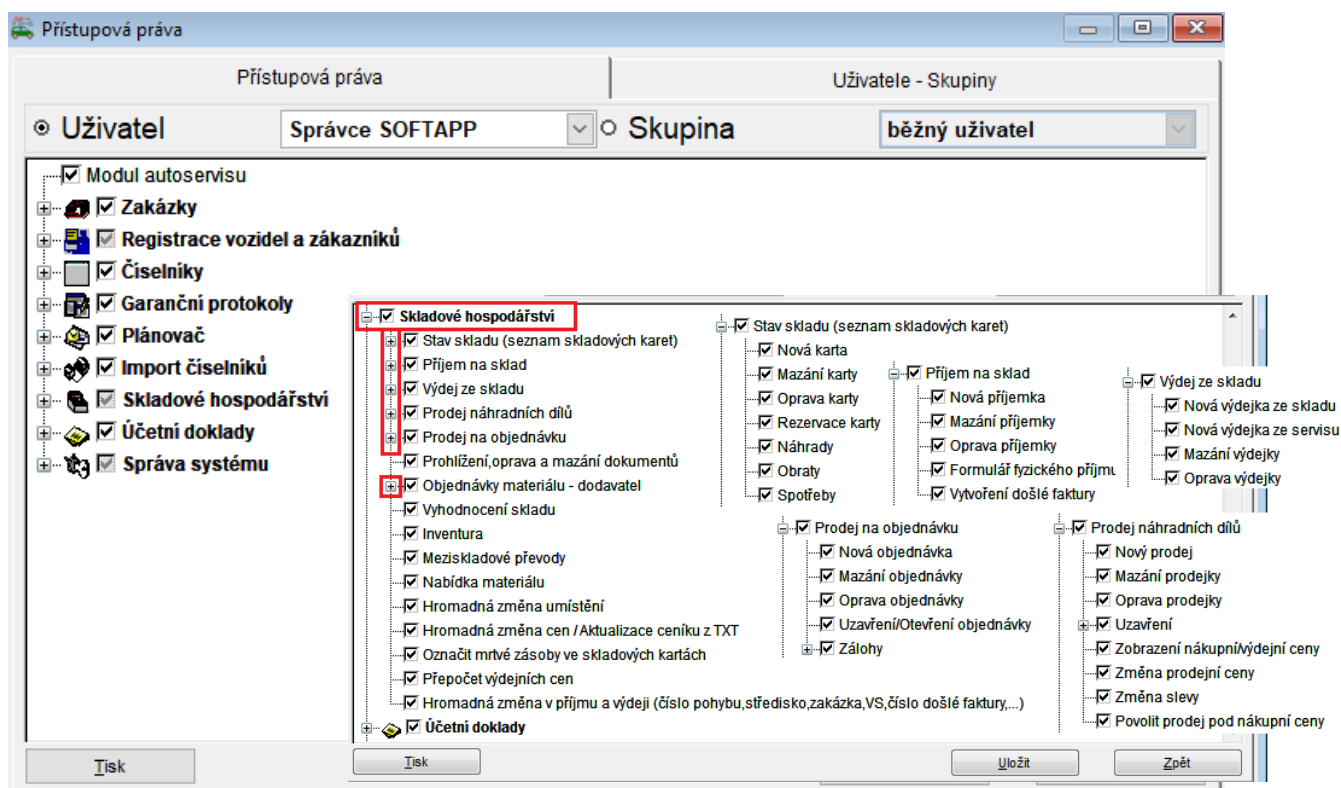 Přístupová práva
Přístupová práva
Uživatele - Skupiny
Uživatel
Správce SOFTAPP
Skupina
běžný uživatel
Modul autoservisu
Zakázky
Registrace vozidel a zákazníků
Číselníky
Garanční protokoly
Plánovač
Import číselníků
Skladové hospodářství
Účetní doklady
Správa systému
Tisk
Skladové hospodářství
Stav skladu (seznam skladových karet)
Příjem na sklad
Výdej ze skladu
Prodej náhradních dílů
Prodej na objednávku
Prohlížení,oprava a mazání dokumentů
Objednávky materiálu - dodavatel
Vyhodnocení skladu
Inventura
Meziskladové převody
Nabídka materiálu
Hromadná změna umístění
Hromadná změna cen /Aktualizace ceníku z TXT
Označit mrtvé zásoby ve skladových kartách
Přepočet výdejních cen
Hromadná změna v příjmu a výdeji (číslo pohybu,středisko,zakázka,VS,číslo došlé faktury,...)
Účetní doklady
Stav skladu (seznam skladových karet)
Nová karta
Mazání karty
Oprava karty
Rezervace karty
Náhrady
Obraty
Spotřeby
Příjem na sklad
Nová příjemka
Mazání příjemky
Oprava příjemky
Formulář fyzického příjmu
Vytvoření došlé faktury
Výdej ze skladu
Nová výdejka ze skladu
Nová výdejka ze servisu
Mazání výdejky
Oprava výdejky
Prodej na objednávku
Nová objednávka
Mazání objednávky
Oprava objednávky
Uzavření/Otevření objednávky
Zálohy
Prodej náhradních dílů
Nový prodej
Mazání prodejky
Oprava prodejky
Uzavření
Zobrazení nákupní/výdejní ceny
Změna prodejní ceny
Změna slevy
Povolit prodej pod nákupní ceny
Tisk
Uložit
Zpět